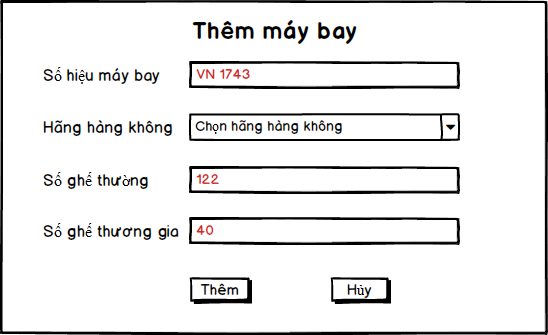 Thêm máy bay
Số hiệu máy bay VN 1743
Hãng hàng không Chọn hãng hàng không
Số ghế thường 122
Số ghế thương gia 40
Thêm Hủy